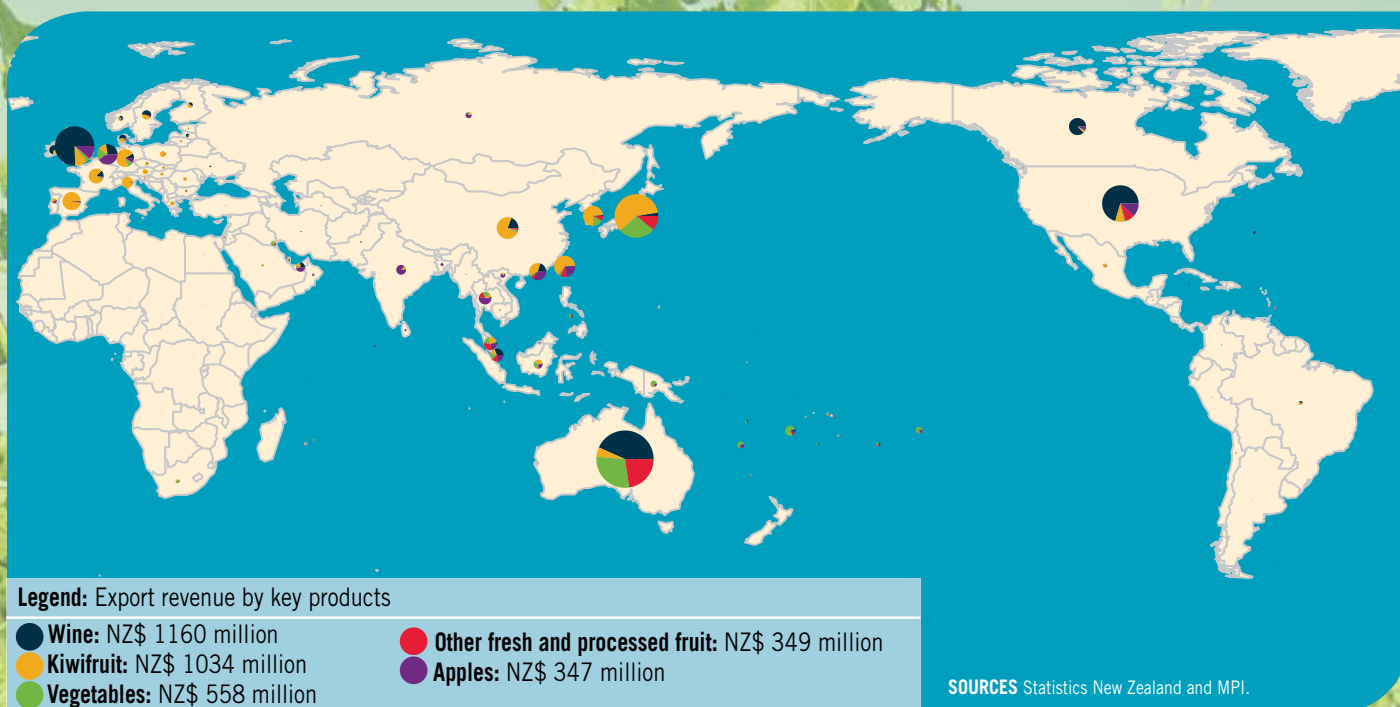 Legend: Export revenue by key products
Wine: NZ$ 1160 million
Kiwifruit: NZ$ 1034 million
Vegetables: NZ$ 558 million
Other fresh and processed fruit: NZ$ 349 million
Apples: NZ$ 347 million
SOURCES Statistics New Zealand and MPI.